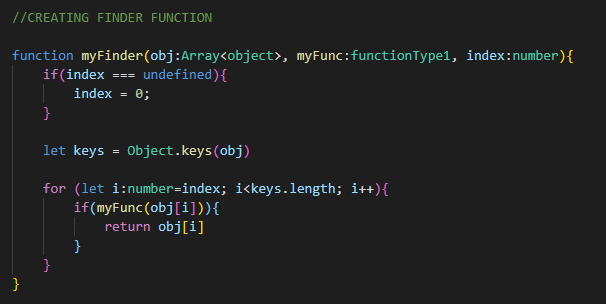 //CREATING FINDER FUNCTION

function myFinder(obj:Array<object>, myFunc:functionType1, index:number){
    if(index === undefined){
        index = 0;
    }

    let keys = Object.keys(obj)

    for (let i:number=index; i<keys.length; i++){
        if(myFunc(obj[i])){
            return obj[i]
        }
    }
}